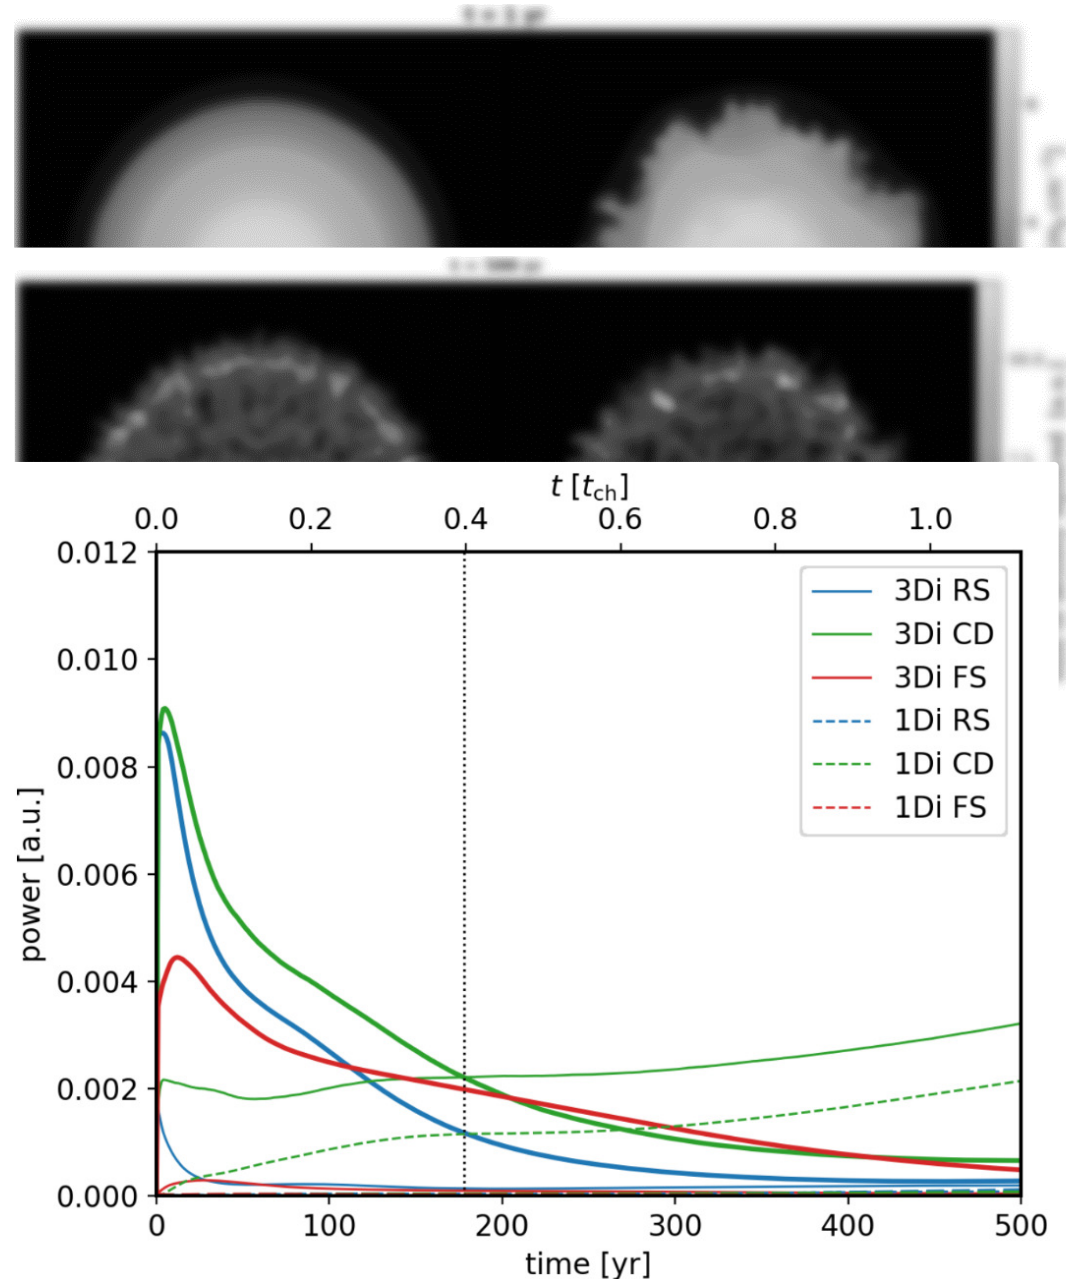 t = 1 yr
t [t_ch]
0.0 0.2 0.4 0.6 0.8 1.0
0.012
0.010
0.008
0.006
0.004
0.002
0.000
power [a.u.]
3Di RS
3Di CD
3Di FS
1Di RS
1Di CD
1Di FS
0 100 200 300 400 500
time [yr]